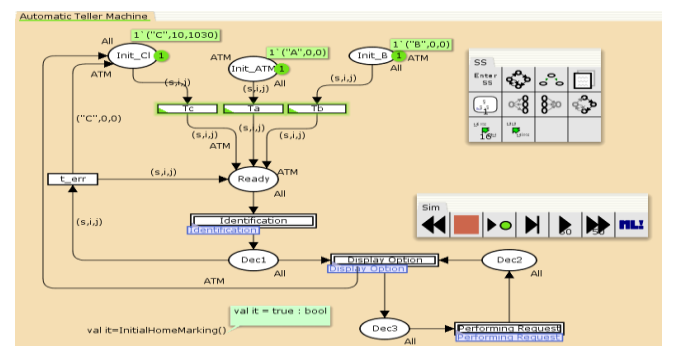 Automatic Teller Machine
1`("C",10,1030)
1`("B",0,0)
All
1`("A",0,0)
Init_Cl 1
ATM
Init_ATM 1
Init_B 1
ATM
ATM
All
All
(s,i,j)
(s,i,j)
(s,i,j)
Tc
Ta
Tb
("C",0,0)
(s,i,j)
(s,i,j)
(s,i,j)
ATM
t_err
(s,i,j)
Ready
All
(s,i,j)
Identification
Identification
Dec1
All
Display Option
Display Option
Dec2
All
ATM
val it = true : bool
val it=InitialHomeMarking()
Dec3
All
Performing Request
Performing Request
SS
Enter
SS
Sim
ML!